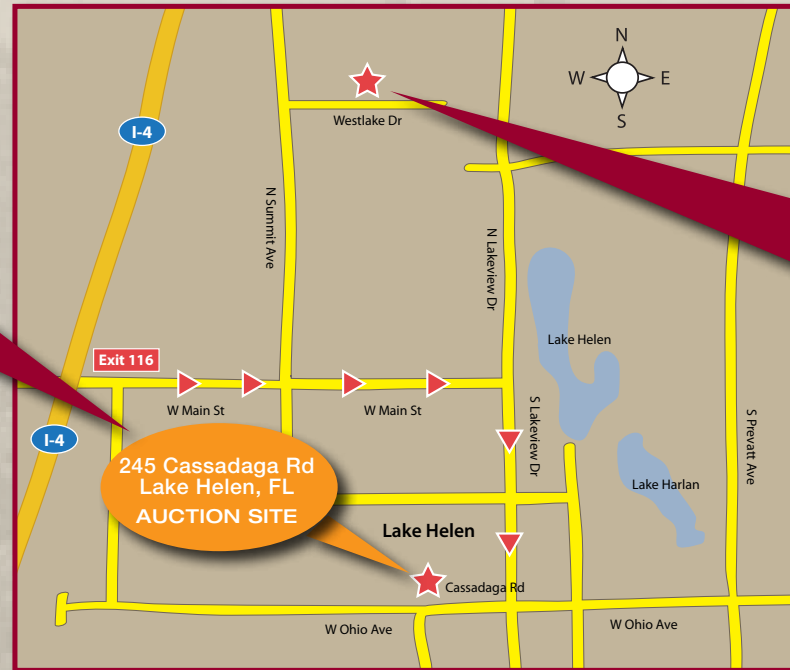 N
W E
S
Westlake Dr
I-4
N Summit Ave
N Lakeview Dr
Lake Helen
Exit 116
W Main St
W Main St
S Lakeview Dr
S Prevatt Ave
I-4
245 Cassadaga Rd
Lake Helen, FL
AUCTION SITE
Lake Harlan
Lake Helen
Cassadaga Rd
W Ohio Ave
W Ohio Ave